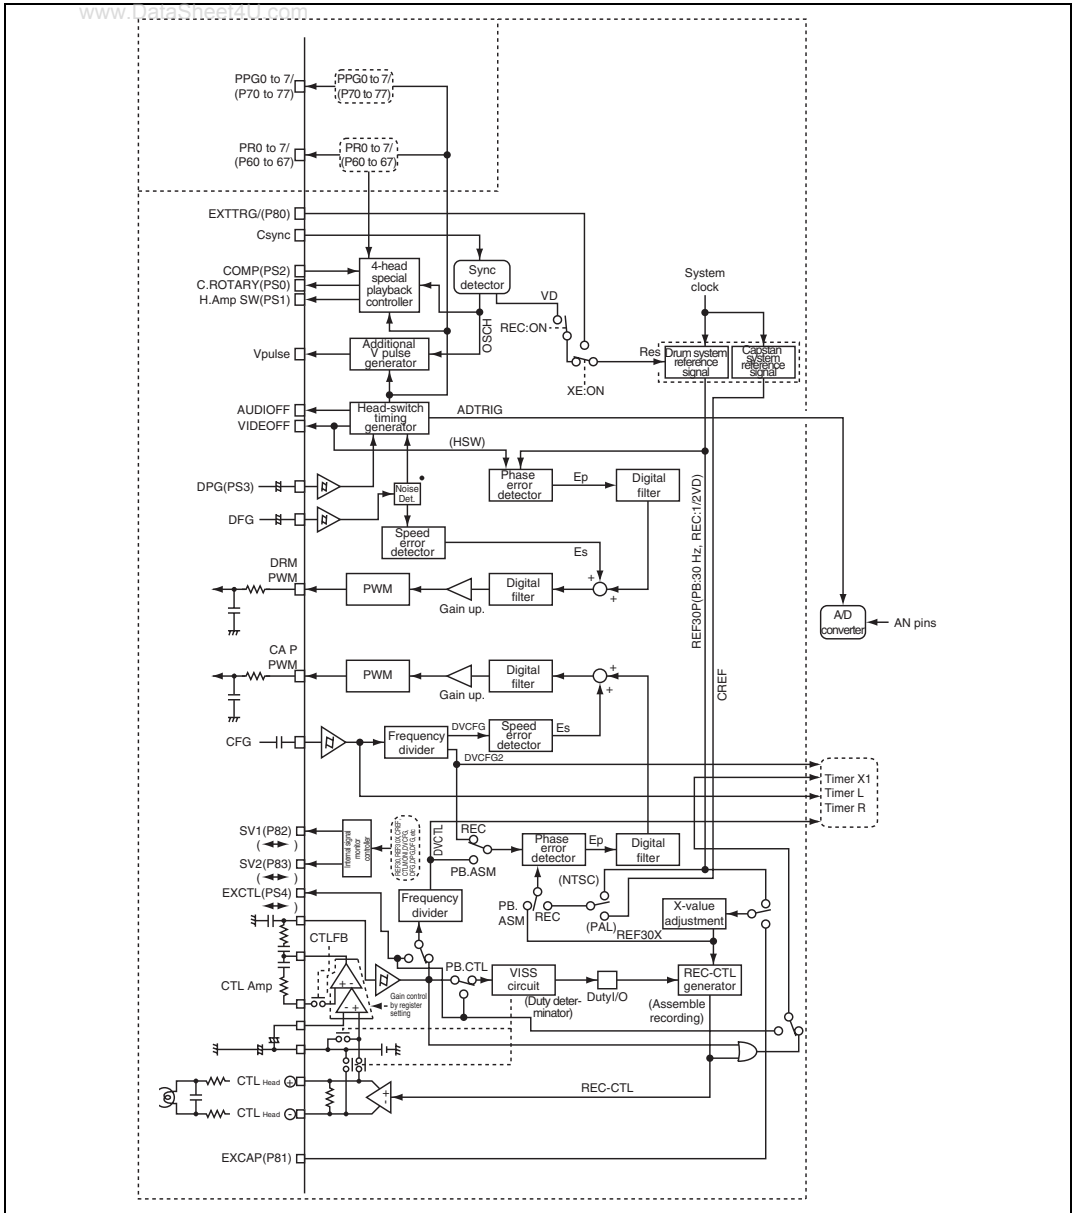 www.DataSheet4U.com
PPG0 to 7/
(P70 to 77)
PPG0 to 7/
(P70 to 77)
PR0 to 7/
(P60 to 67)
PR0 to 7/
(P60 to 67)
EXTTRG/(P80)
Csync
COMP(PS2)
C.ROTARY(PS0)
H.Amp SW(PS1)
4-head
special
playback
controller
Sync
detector
System
clock
VD
REC:ON
OSCH
Vpulse
Additional
V pulse
generator
Res
Drum system
reference
signal
Capstan
system
reference
signal
XE:ON
AUDIOFF
VIDEOFF
Head-switch
timing
generator
ADTRIG
(HSW)
DPG(PS3)
Noise
Det.
Phase
error
detector
Ep
Digital
filter
DFG
Speed
error
detector
Es
REF30P(PB:30 Hz, REC:1/2VD)
DRM
PWM
PWM
Gain up.
Digital
filter
+
+
A/D
converter
AN pins
CA P
PWM
PWM
Gain up.
Digital
filter
+
+
CREF
CFG
Frequency
divider
DVCFG
Speed
error
detector
Es
DVCFG2
Timer X1
Timer L
Timer R
SV1(P82)
( )
SV2(P83)
( )
Internal signal
monitor
controller
REF30, REF30X, CREF,
CTLMON, DVCFG,
DFG, DPG, DFG, etc
DVCTL
REC
PB.ASM
Phase
error
detector
Ep
Digital
filter
EXCTL(PS4)
( )
Frequency
divider
(NTSC)
PB.
ASM
REC
(PAL)
X-value
adjustment
REF30X
CTLFB
CTL Amp
+ -
- +
Gain control
by register
setting
PB.CTL
VISS
circuit
(Duty deter-
minator)
DutyI/O
REC-CTL
generator
(Assemble
recording)
CTL Head +
CTL Head -
+
-
REC-CTL
EXCAP(P81)